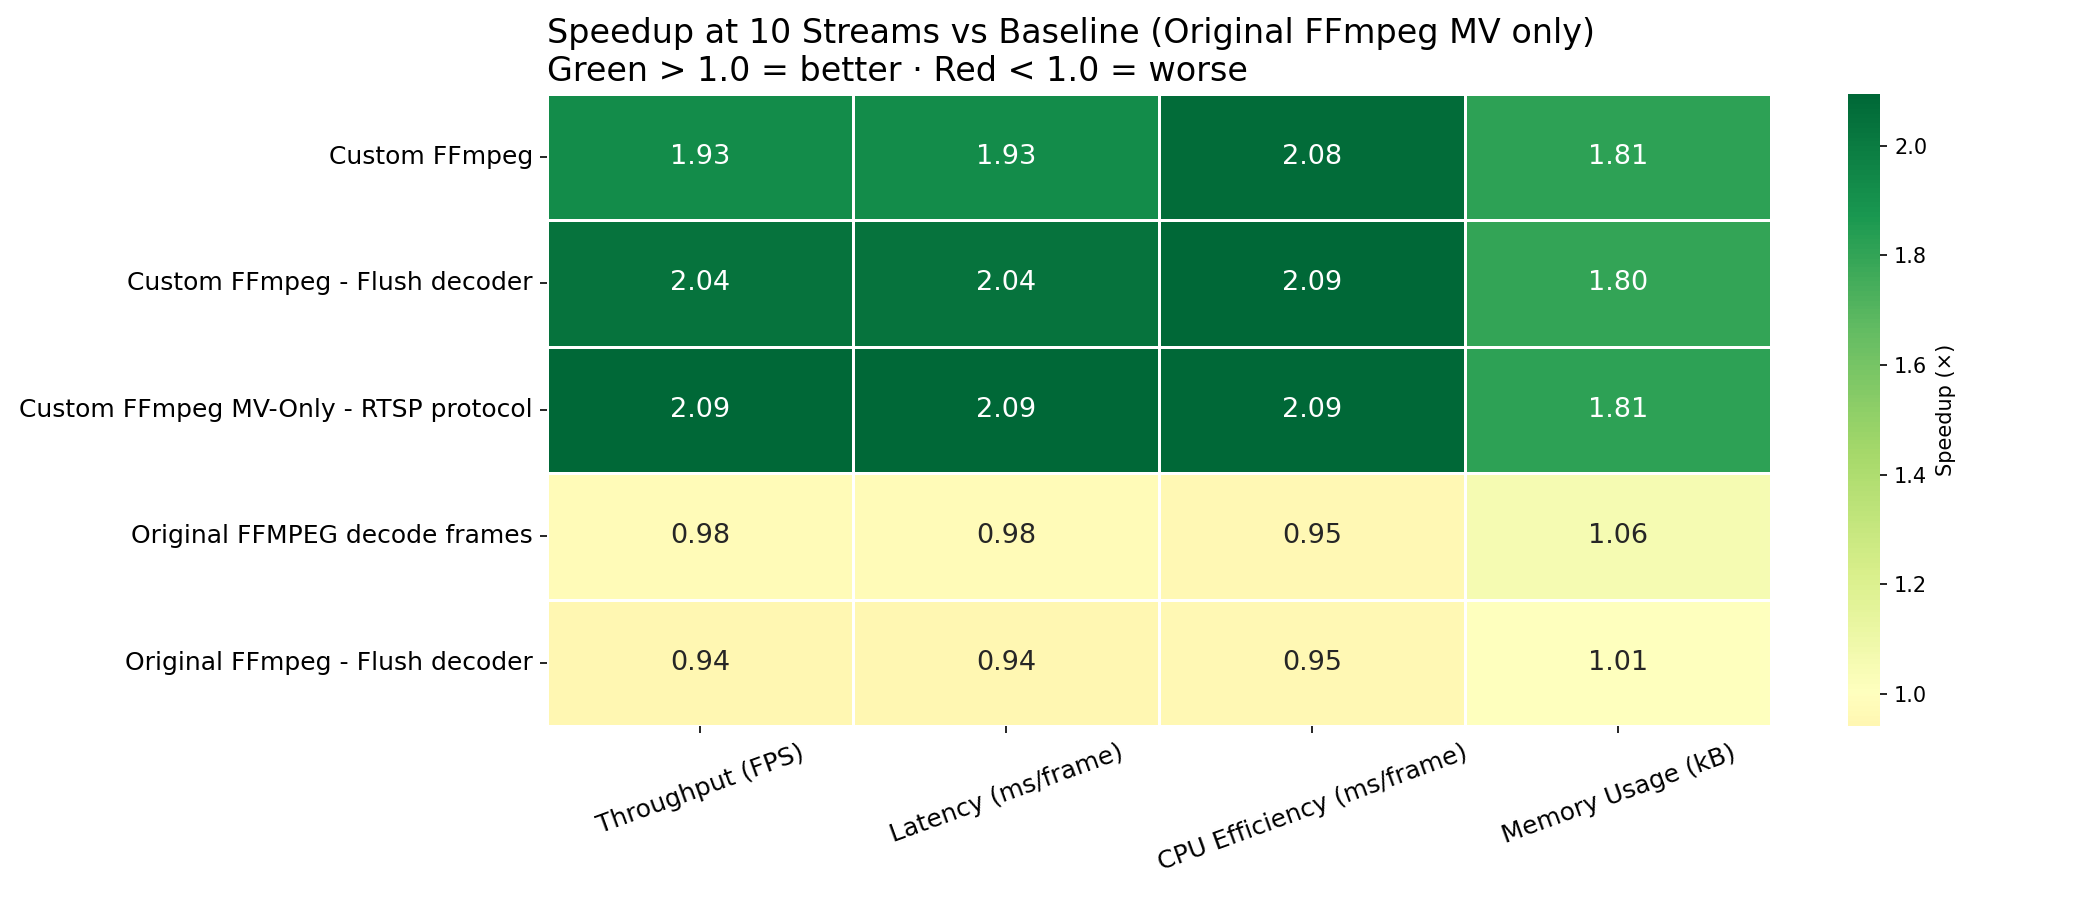 Speedup at 10 Streams vs Baseline (Original FFmpeg MV only)
Green > 1.0 = better · Red < 1.0 = worse
Custom FFmpeg
1.93
1.93
2.08
1.81
Custom FFmpeg - Flush decoder
2.04
2.04
2.09
1.80
Custom FFmpeg MV-Only - RTSP protocol
2.09
2.09
2.09
1.81
Original FFMPEG decode frames
0.98
0.98
0.95
1.06
Original FFmpeg - Flush decoder
0.94
0.94
0.95
1.01
Throughput (FPS)
Latency (ms/frame)
CPU Efficiency (ms/frame)
Memory Usage (kB)
2.0
1.8
1.6
1.4
1.2
1.0
Speedup (×)